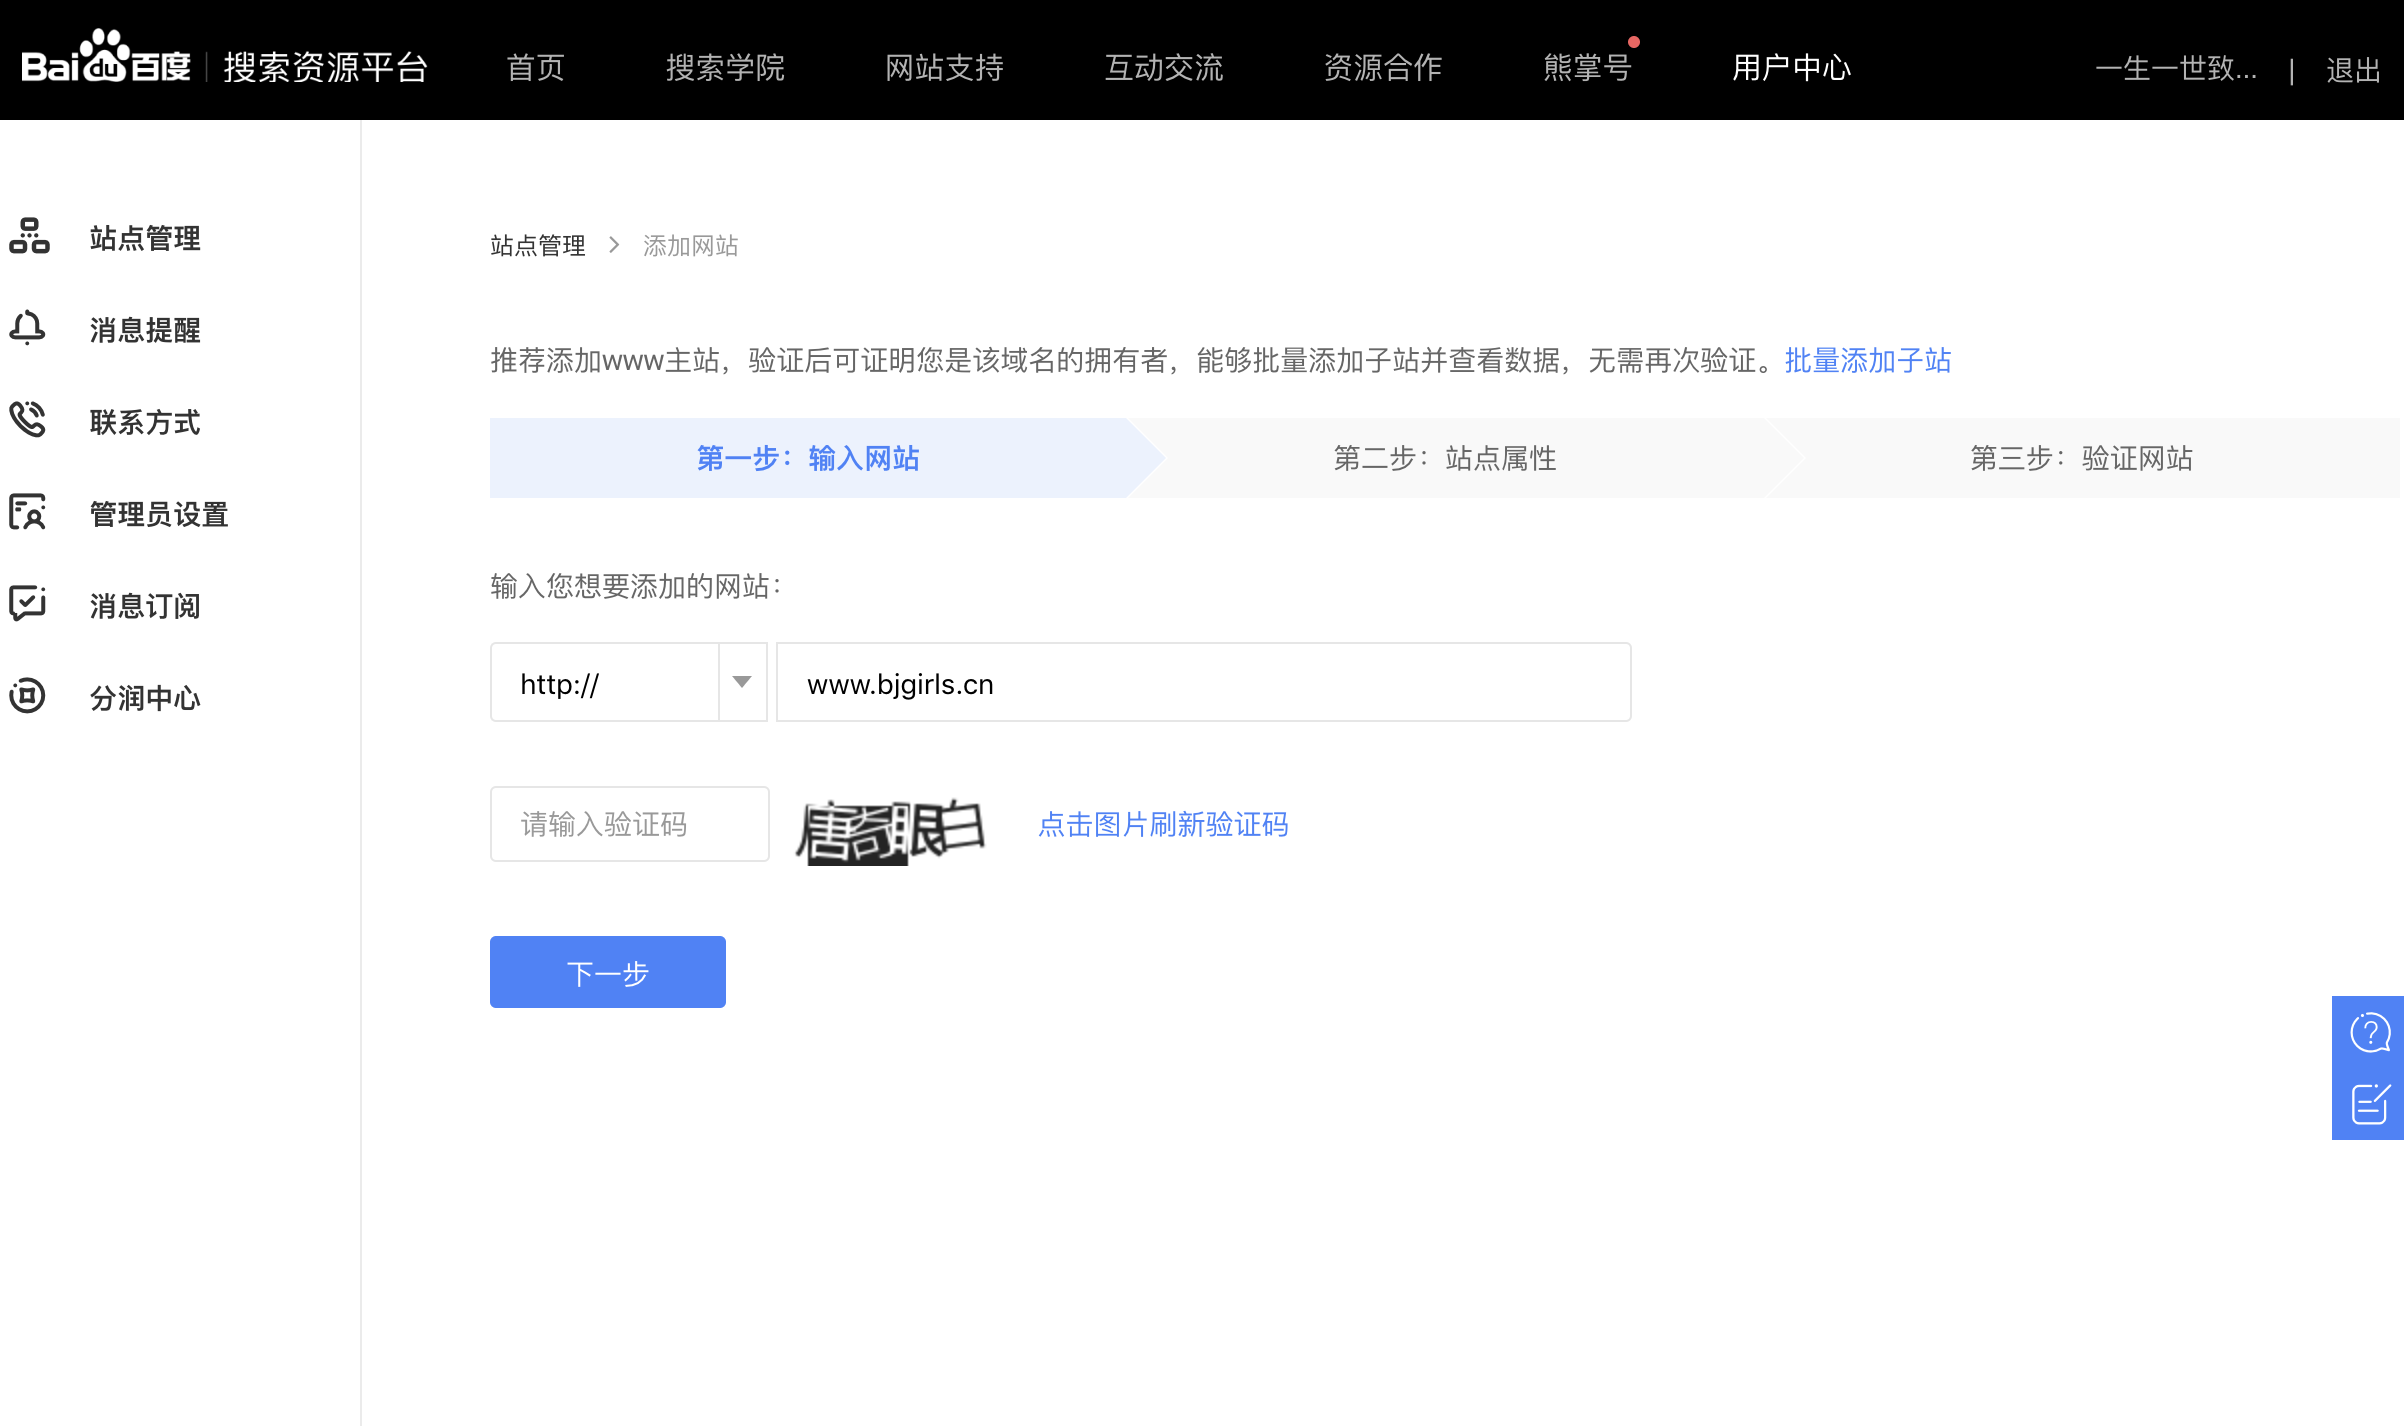 Bai du 百度 搜索资源平台 首页 搜索学院 网站支持 互动交流 资源合作 熊掌号 用户中心 一生一世致... | 退出
站点管理
消息提醒
联系方式
管理员设置
消息订阅
分润中心
站点管理 > 添加网站
推荐添加www主站，验证后可证明您是该域名的拥有者，能够批量添加子站并查看数据，无需再次验证。批量添加子站
第一步：输入网站 第二步：站点属性 第三步：验证网站
输入您想要添加的网站：
http:// www.bjgirls.cn
请输入验证码 唐奇眼白 点击图片刷新验证码
下一步